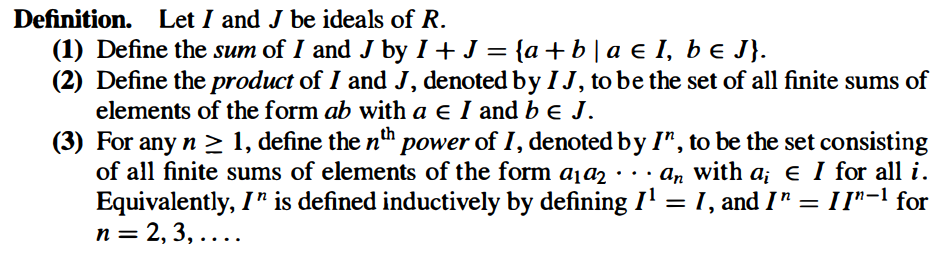 Definition. Let I and J be ideals of R.
(1) Define the sum of I and J by I + J = {a + b | a ∈ I, b ∈ J}.
(2) Define the product of I and J, denoted by I J, to be the set of all finite sums of
elements of the form ab with a ∈ I and b ∈ J.
(3) For any n ≥ 1, define the nᵗʰ power of I, denoted by Iⁿ, to be the set consisting
of all finite sums of elements of the form a₁a₂ · · · aₙ with aᵢ ∈ I for all i.
Equivalently, Iⁿ is defined inductively by defining I¹ = I, and Iⁿ = I Iⁿ⁻¹ for
n = 2, 3, . . . .